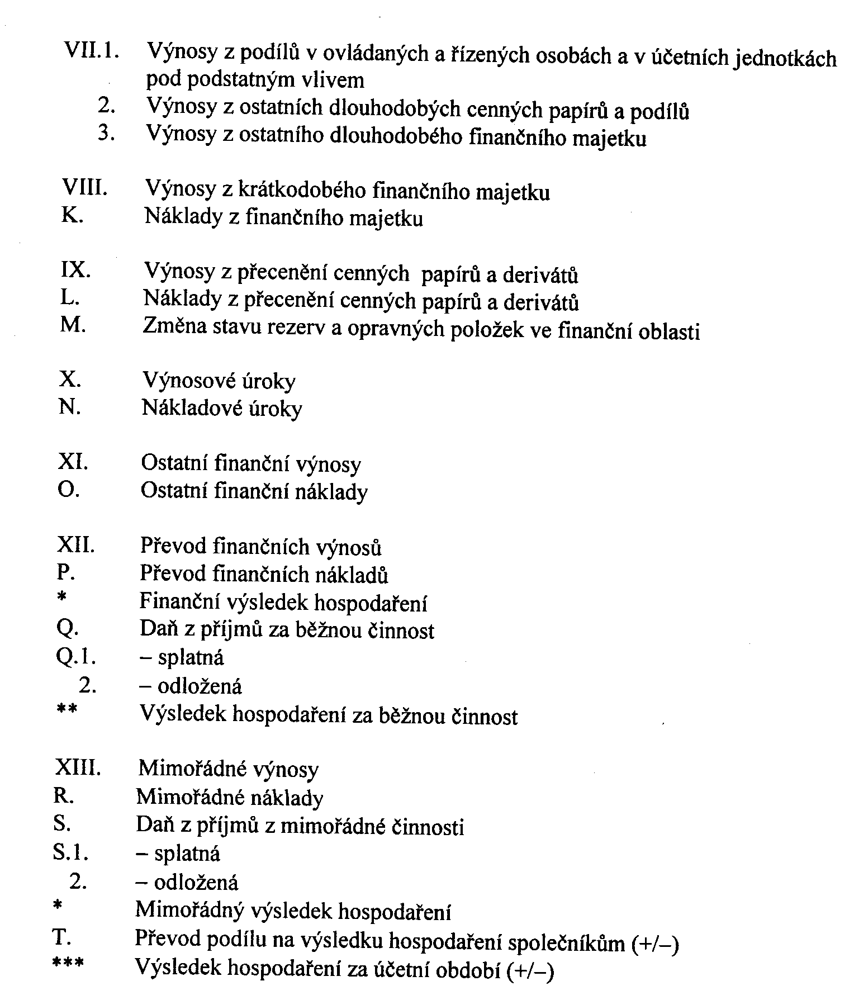 VII.1. Výnosy z podílů v ovládaných a řízených osobách a v účetních jednotkách
pod podstatným vlivem
2. Výnosy z ostatních dlouhodobých cenných papírů a podílů
3. Výnosy z ostatního dlouhodobého finančního majetku
VIII. Výnosy z krátkodobého finančního majetku
K. Náklady z finančního majetku
IX. Výnosy z přecenění cenných papírů a derivátů
L. Náklady z přecenění cenných papírů a derivátů
M. Změna stavu rezerv a opravných položek ve finanční oblasti
X. Výnosové úroky
N. Nákladové úroky
XI. Ostatní finanční výnosy
O. Ostatní finanční náklady
XII. Převod finančních výnosů
P. Převod finančních nákladů
* Finanční výsledek hospodaření
Q. Daň z příjmů za běžnou činnost
Q.1. – splatná
2. – odložená
** Výsledek hospodaření za běžnou činnost
XIII. Mimořádné výnosy
R. Mimořádné náklady
S. Daň z příjmů z mimořádné činnosti
S.1. – splatná
2. – odložená
* Mimořádný výsledek hospodaření
T. Převod podílu na výsledku hospodaření společníkům (+/–)
*** Výsledek hospodaření za účetní období (+/–)